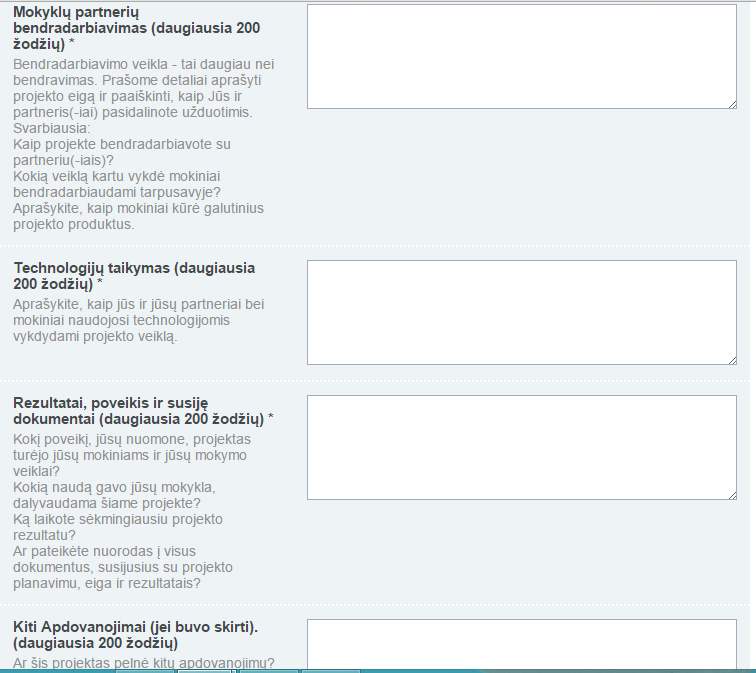 Mokyklų partnerių
bendradarbiavimas (daugiausia 200
žodžių) *
Bendradarbiavimo veikla - tai daugiau nei
bendravimas. Prašome detaliai aprašyti
projekto eigą ir paaiškinti, kaip Jūs ir
partneris(-iai) pasidalinote užduotimis.
Svarbiausia:
Kaip projekte bendradarbiavote su
partneriu(-iais)?
Kokią veiklą kartu vykdė mokiniai
bendradarbiaudami tarpusavyje?
Aprašykite, kaip mokiniai kūrė galutinius
projekto produktus.
Technologijų taikymas (daugiausia
200 žodžių) *
Aprašykite, kaip jūs ir jūsų partneriai bei
mokiniai naudojosi technologijomis
vykdydami projekto veiklą.
Rezultatai, poveikis ir susiję
dokumentai (daugiausia 200 žodžių) *
Kokį poveikį, jūsų nuomone, projektas
turėjo jūsų mokiniams ir jūsų mokymo
veiklai?
Kokią naudą gavo jūsų mokykla,
dalyvaudama šiame projekte?
Ką laikote sėkmingiausiu projekto
rezultatu?
Ar pateikėte nuorodas į visus
dokumentus, susijusius su projekto
planavimu, eiga ir rezultatais?
Kiti Apdovanojimai (jei buvo skirti).
(daugiausia 200 žodžių)
Ar šis projektas pelnė kitų apdovanojimų?